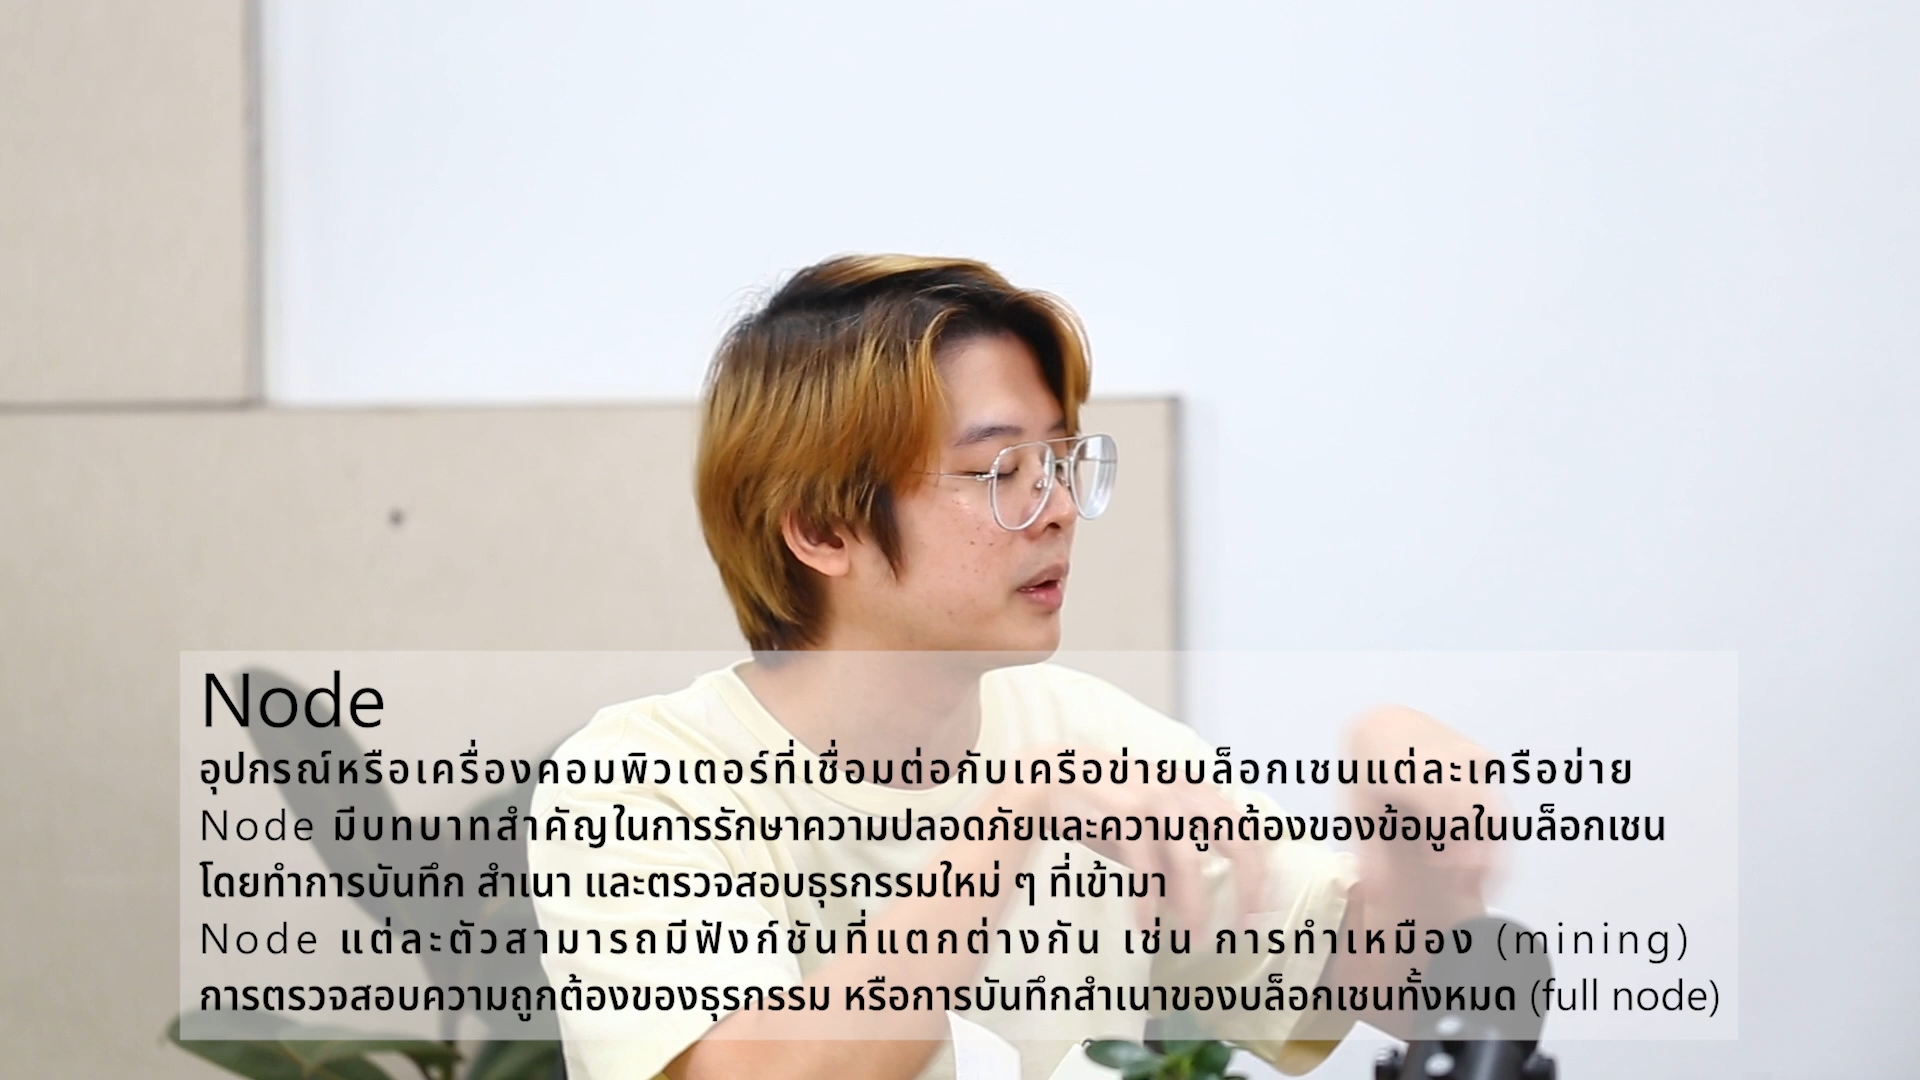 Node
อุปกรณ์หรือเครื่องคอมพิวเตอร์ที่เชื่อมต่อกับเครือข่ายบล็อกเชนแต่ละเครือข่าย
Node มีบทบาทสำคัญในการรักษาความปลอดภัยและความถูกต้องของข้อมูลในบล็อกเชน
โดยทำการบันทึก สำเนา และตรวจสอบธุรกรรมใหม่ ๆ ที่เข้ามา
Node แต่ละตัวสามารถมีฟังก์ชันที่แตกต่างกัน เช่น การทำเหมือง (mining)
การตรวจสอบความถูกต้องของธุรกรรม หรือการบันทึกสำเนาของบล็อกเชนทั้งหมด (full node)